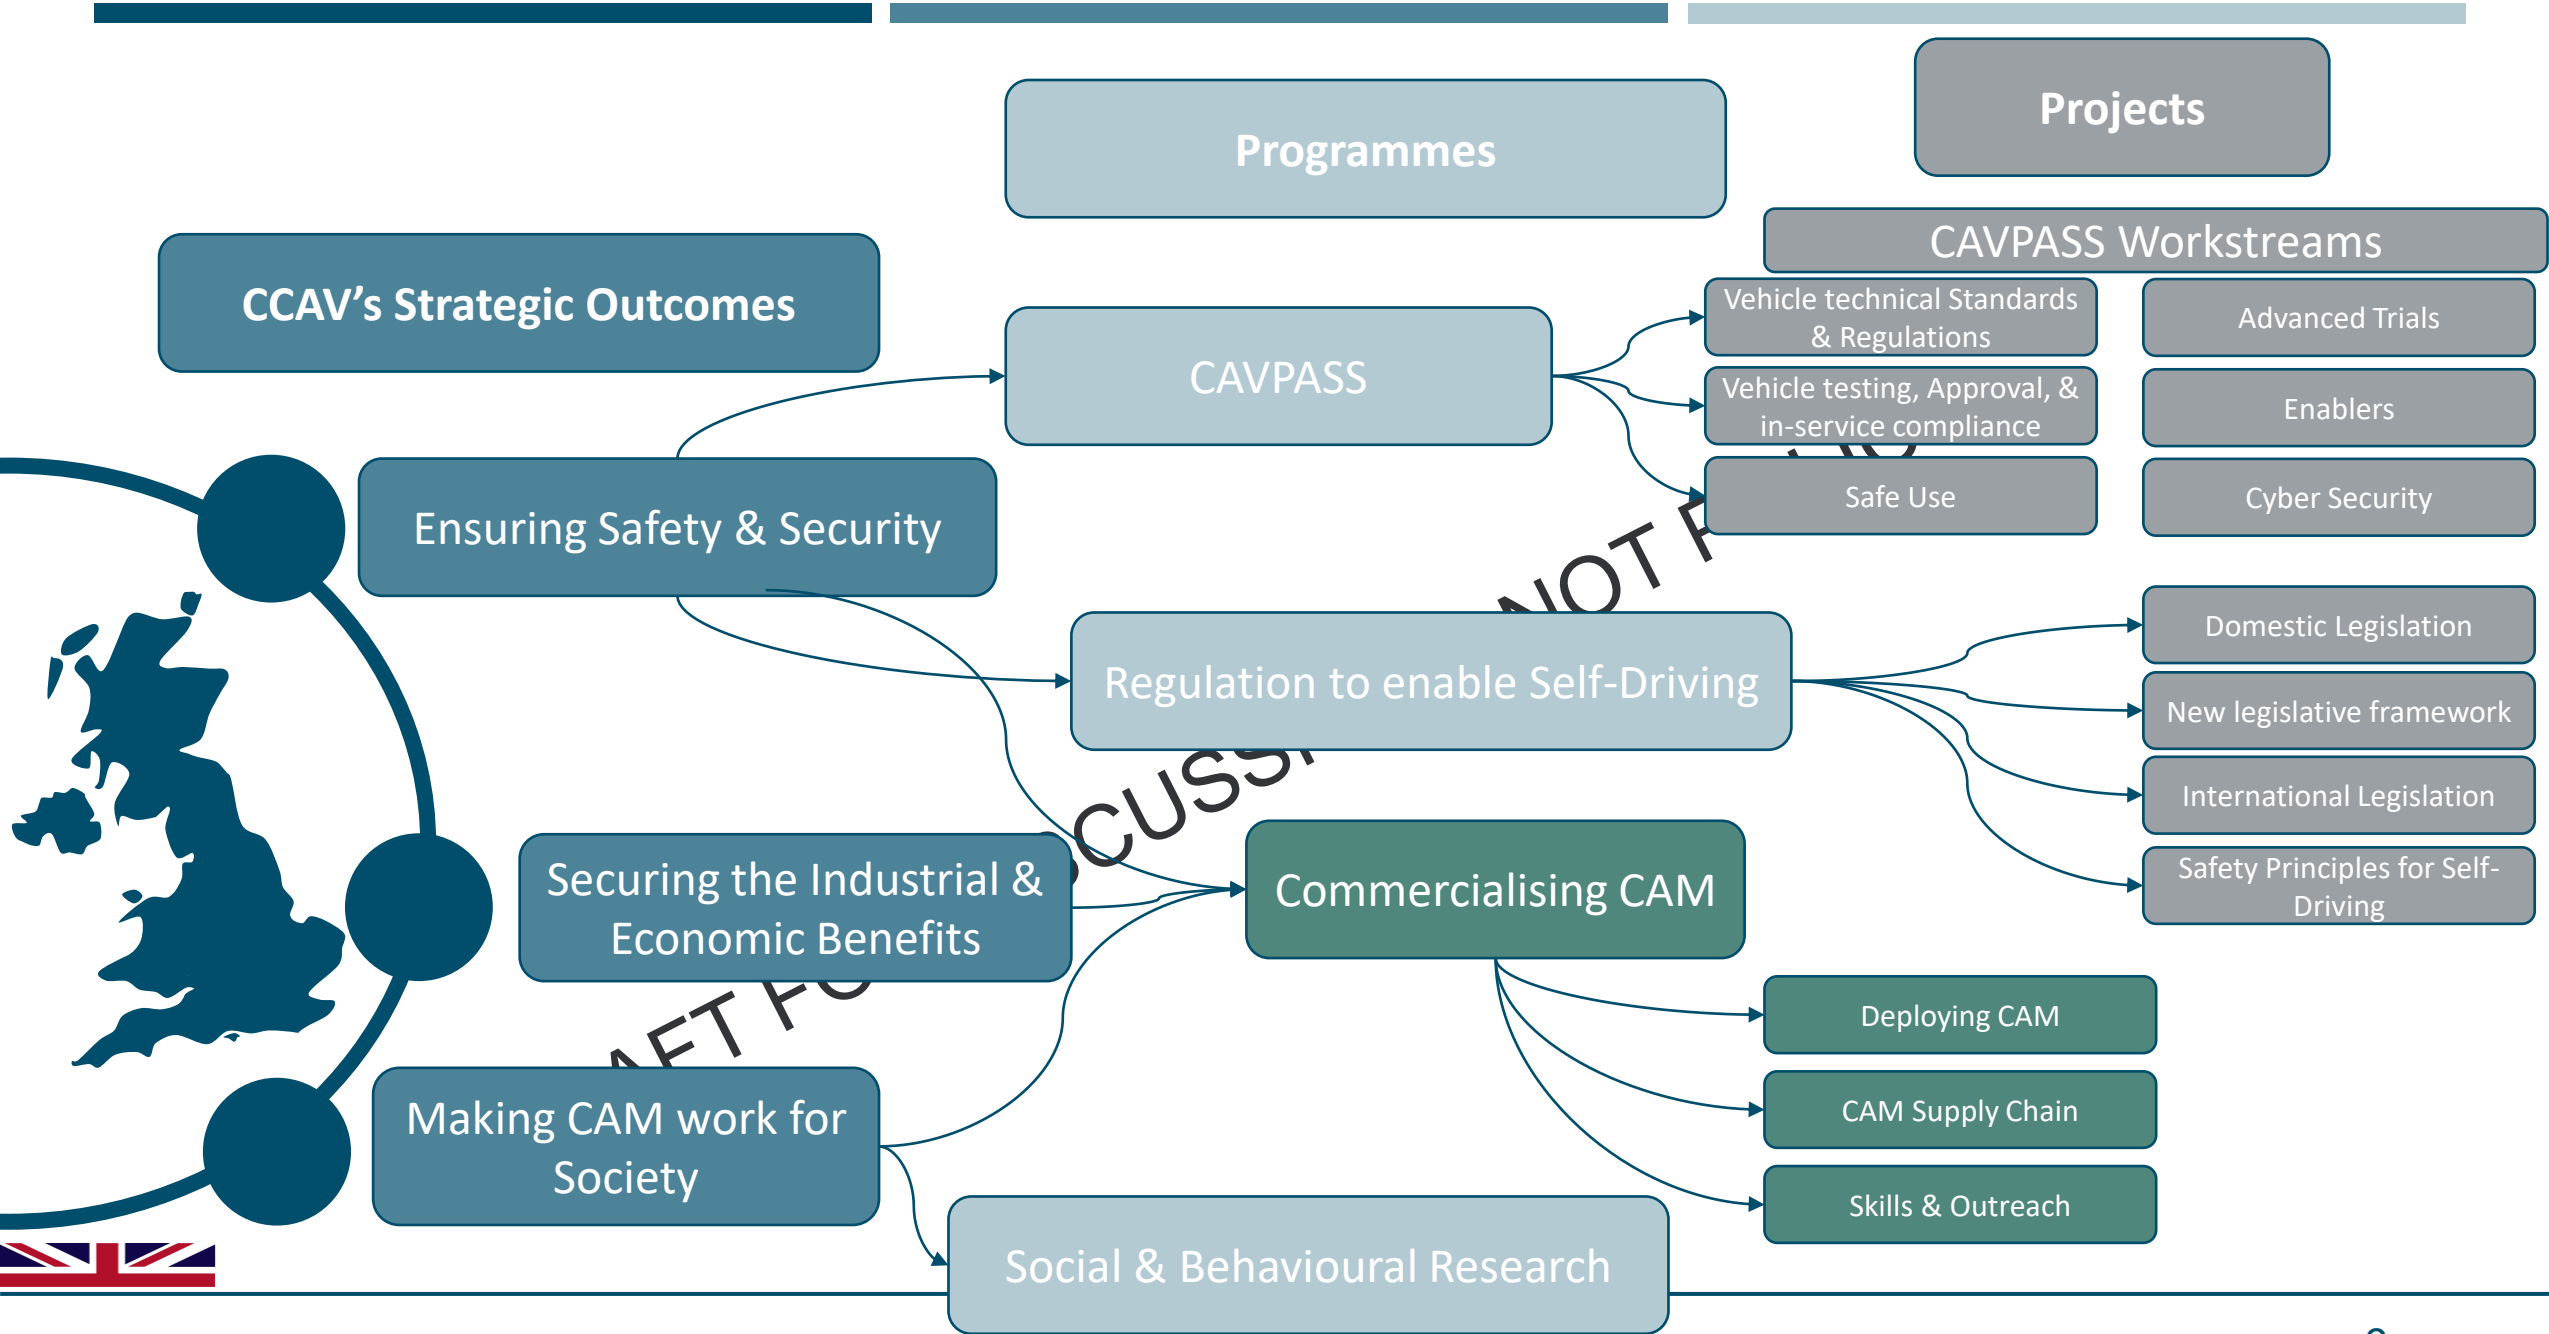 Projects
Programmes
CAVPASS Workstreams
CCAV's Strategic Outcomes
Vehicle technical Standards
& Regulations
Advanced Trials
CAVPASS
Vehicle testing, Approval, &
in-service compliance
Enablers
Safe Use
Cyber Security
Ensuring Safety & Security
NOT
Domestic Legislation
Regulation to enable Self-Driving
New legislative framework
International Legislation
Securing the Industrial &
Economic Benefits
Commercialising CAM
Safety Principles for Self-
Driving
Deploying CAM
CAM Supply Chain
Making CAM work for
Society
Skills & Outreach
Social & Behavioural Research